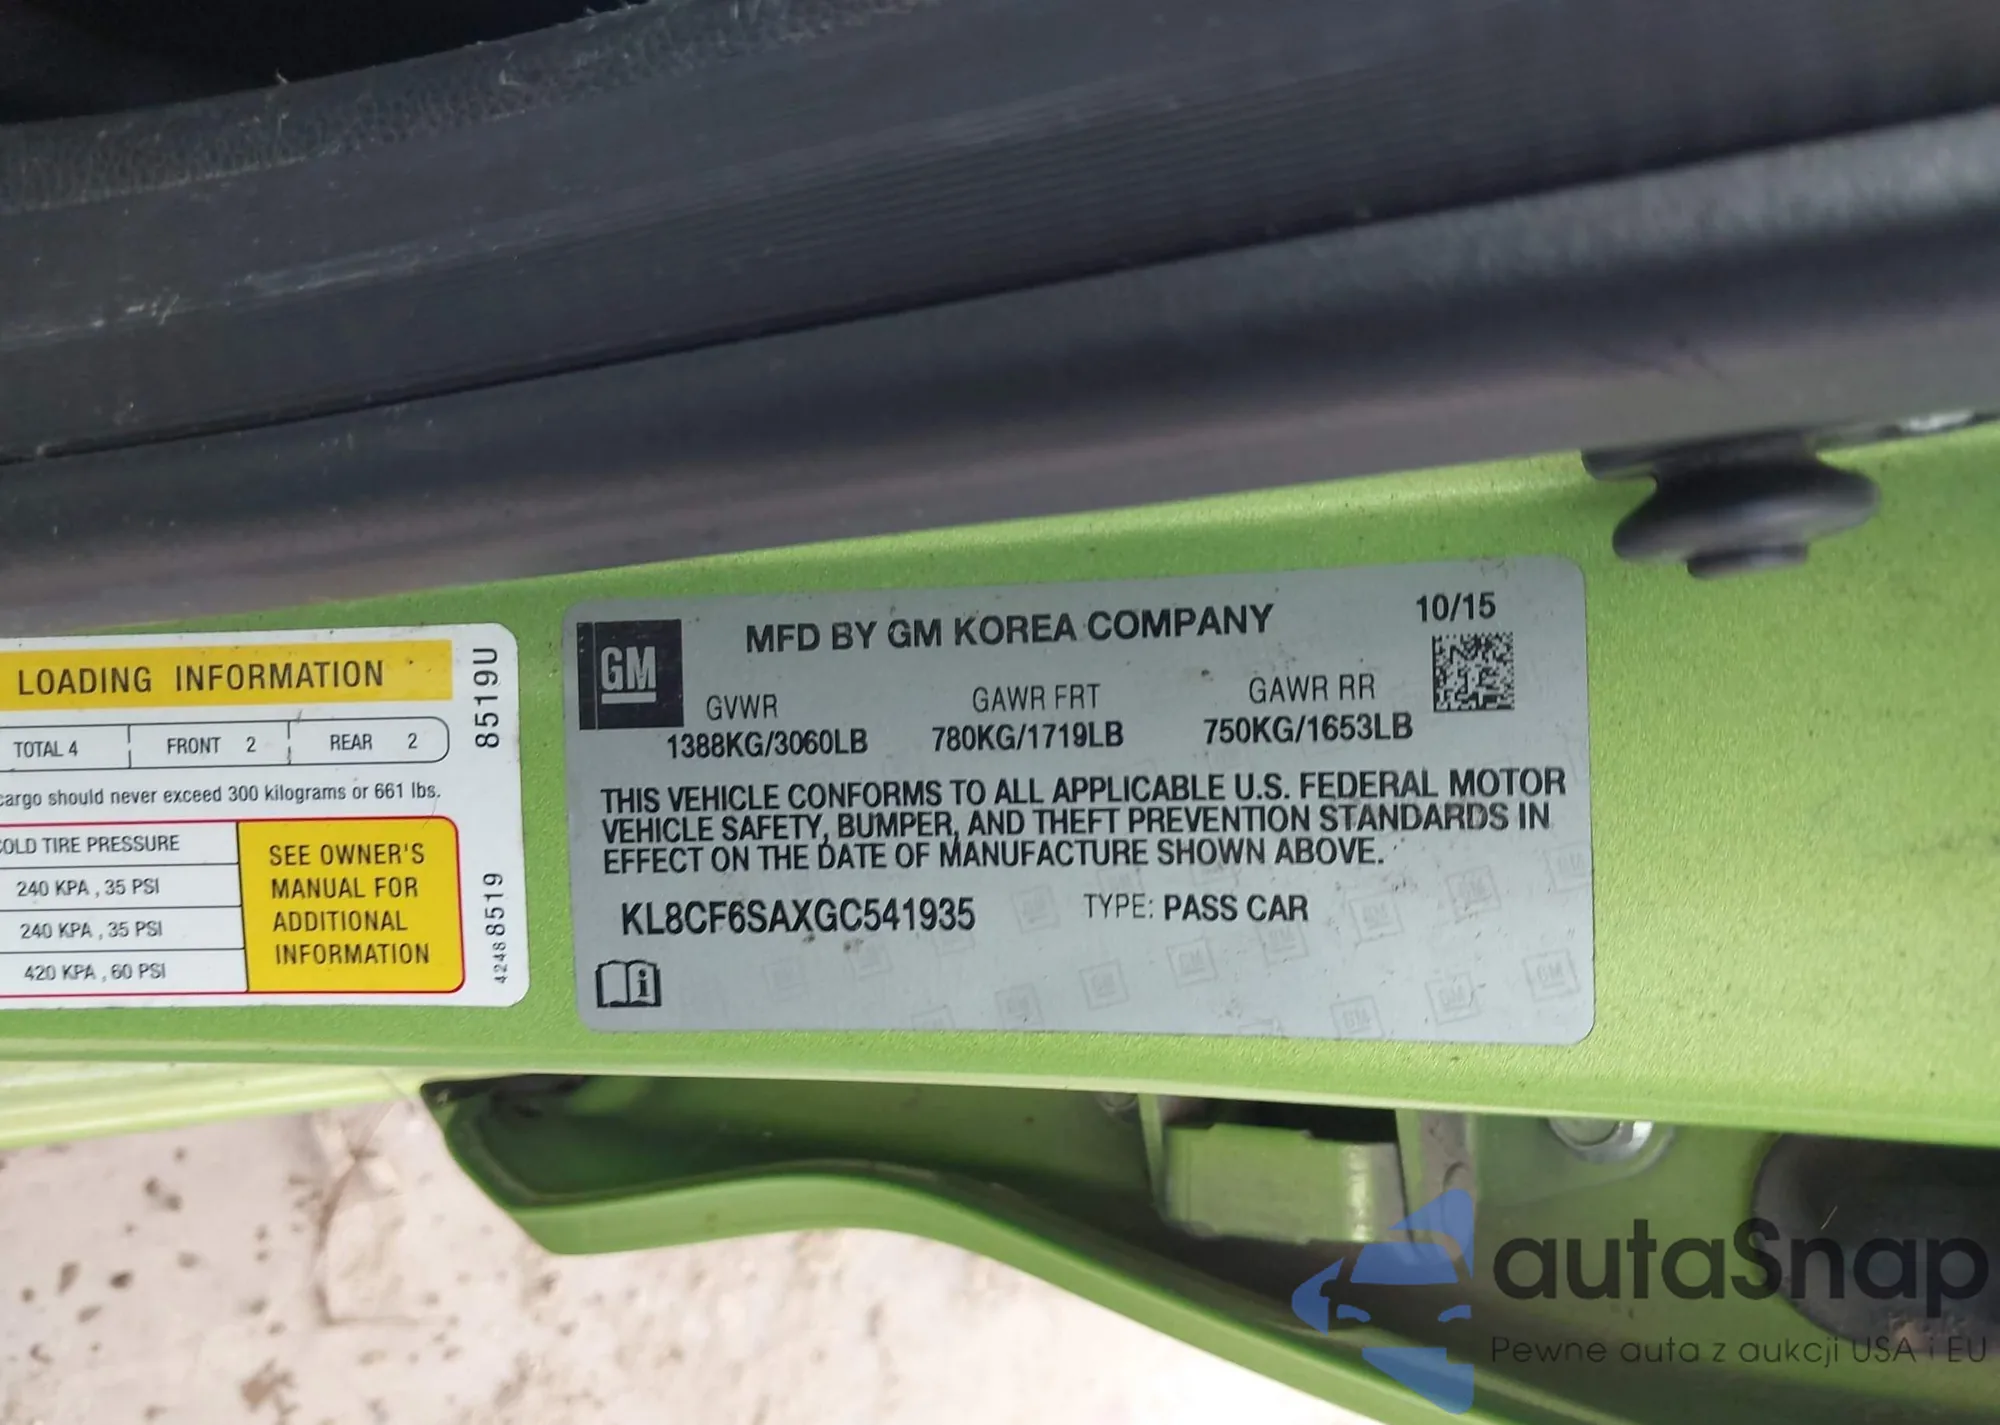 LOADING INFORMATION
TOTAL 4 FRONT 2 REAR 2
cargo should never exceed 300 kilograms or 661 lbs.
COLD TIRE PRESSURE
240 KPA , 35 PSI
240 KPA , 35 PSI
420 KPA , 60 PSI
SEE OWNER'S
MANUAL FOR
ADDITIONAL
INFORMATION
8519U
42488519
GM
MFD BY GM KOREA COMPANY
10/15
GVWR GAWR FRT GAWR RR
1388KG/3060LB 780KG/1719LB 750KG/1653LB
THIS VEHICLE CONFORMS TO ALL APPLICABLE U.S. FEDERAL MOTOR
VEHICLE SAFETY, BUMPER, AND THEFT PREVENTION STANDARDS IN
EFFECT ON THE DATE OF MANUFACTURE SHOWN ABOVE.
KL8CF6SAXGC541935 TYPE: PASS CAR
autaSnap
Pewne auta z aukcji USA i EU